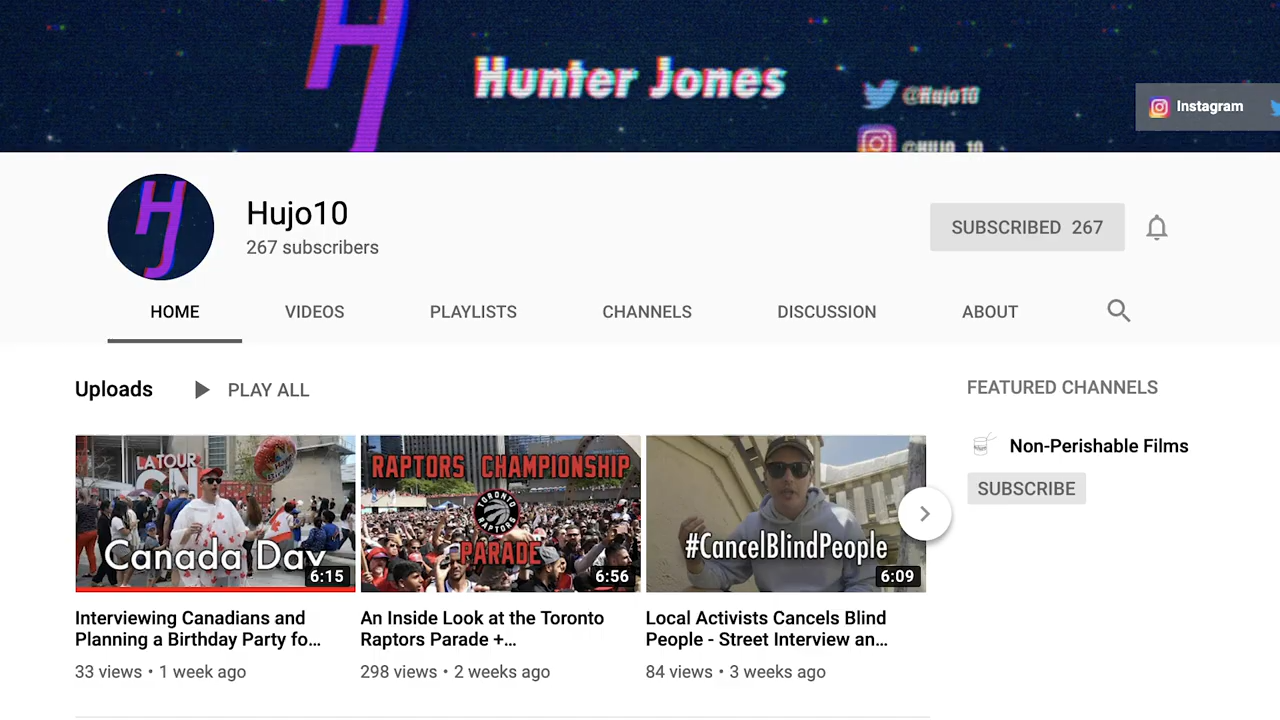 HJ
Hunter Jones
@Hujo10
@HUJO_10
Instagram
HJ
Hujo10
267 subscribers
SUBSCRIBED 267
HOME
VIDEOS
PLAYLISTS
CHANNELS
DISCUSSION
ABOUT
Uploads
PLAY ALL
LATOUR
Canada Day
6:15
Interviewing Canadians and
Planning a Birthday Party fo...
33 views • 1 week ago
RAPTORS CHAMPIONSHIP
TORONTO
RAPTORS
PARADE
6:56
An Inside Look at the Toronto
Raptors Parade +...
298 views • 2 weeks ago
#CancelBlindPeople
6:09
Local Activists Cancels Blind
People - Street Interview an...
84 views • 3 weeks ago
FEATURED CHANNELS
Non-Perishable Films
SUBSCRIBE